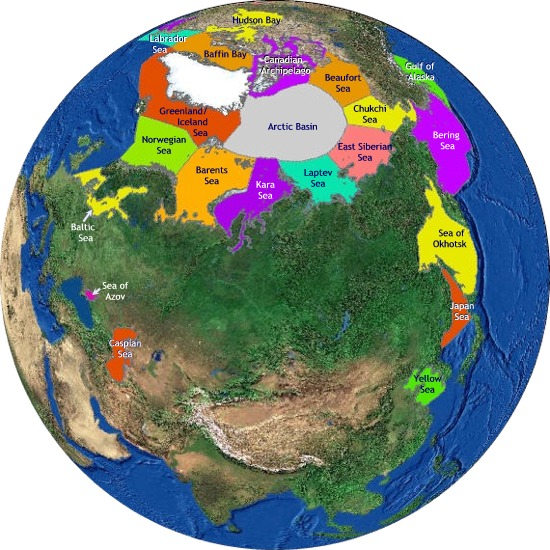 Hudson Bay
Labrador
Sea
Baffin Bay
Canadian
Archipelago
Gulf of
Alaska
Beaufort
Sea
Greenland/
Iceland
Sea
Chukchi
Sea
Arctic Basin
Bering
Sea
Norwegian
Sea
East Siberian
Sea
Barents
Sea
Laptev
Sea
Kara
Sea
Baltic
Sea
Sea of
Okhotsk
Sea of
Azov
Japan
Sea
Caspian
Sea
Yellow
Sea